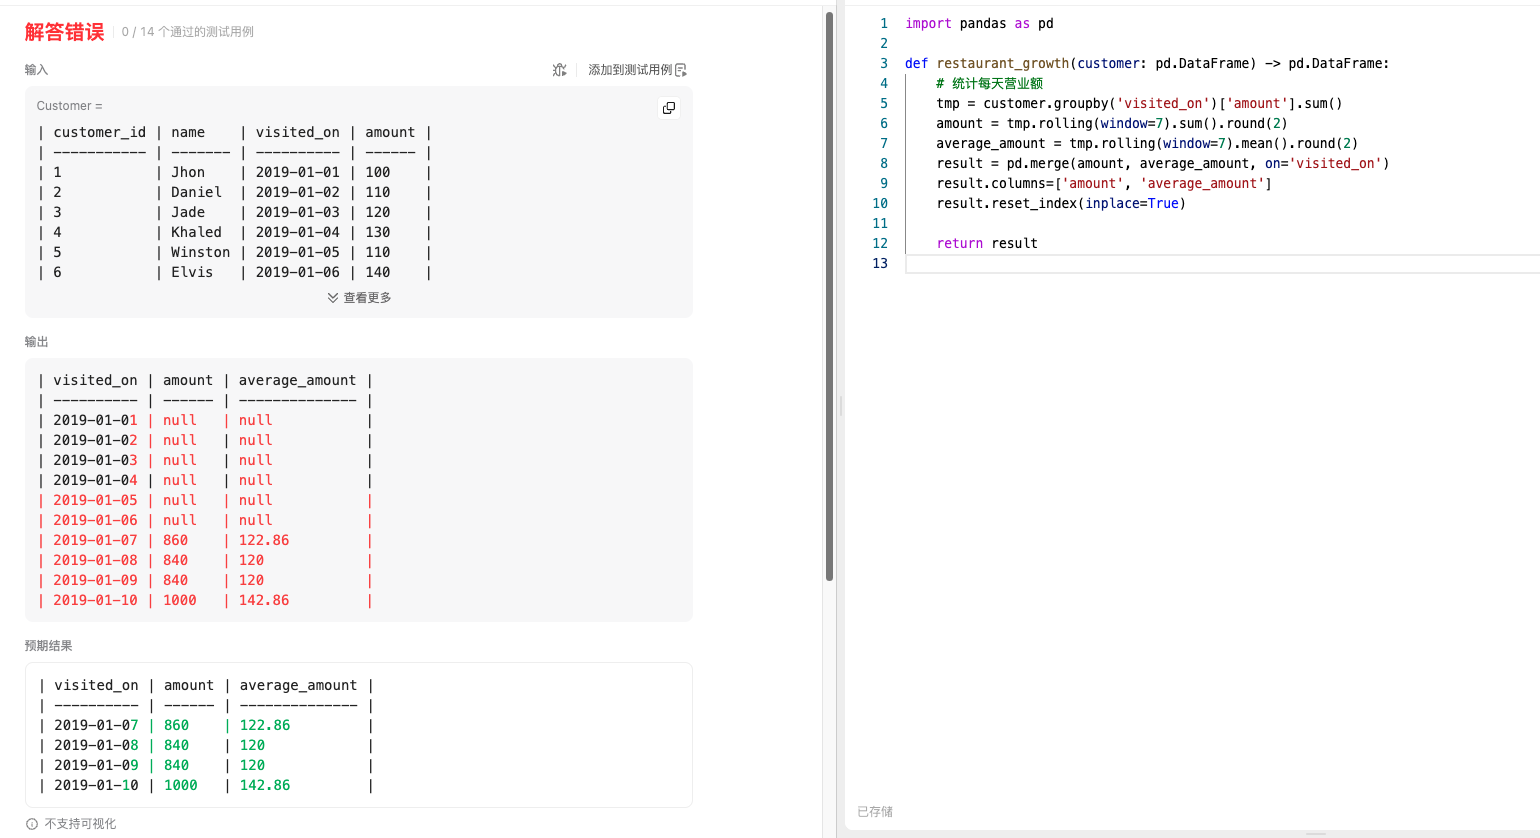 解答错误 0 / 14 个通过的测试用例
输入
添加到测试用例
Customer =
| customer_id | name    | visited_on | amount |
| ----------- | ------- | ---------- | ------ |
| 1           | Jhon    | 2019-01-01 | 100    |
| 2           | Daniel  | 2019-01-02 | 110    |
| 3           | Jade    | 2019-01-03 | 120    |
| 4           | Khaled  | 2019-01-04 | 130    |
| 5           | Winston | 2019-01-05 | 110    |
| 6           | Elvis   | 2019-01-06 | 140    |
查看更多
输出
| visited_on | amount | average_amount |
| ---------- | ------ | -------------- |
| 2019-01-01 | null   | null           |
| 2019-01-02 | null   | null           |
| 2019-01-03 | null   | null           |
| 2019-01-04 | null   | null           |
| 2019-01-05 | null   | null           |
| 2019-01-06 | null   | null           |
| 2019-01-07 | 860    | 122.86         |
| 2019-01-08 | 840    | 120            |
| 2019-01-09 | 840    | 120            |
| 2019-01-10 | 1000   | 142.86         |
预期结果
| visited_on | amount | average_amount |
| ---------- | ------ | -------------- |
| 2019-01-07 | 860    | 122.86         |
| 2019-01-08 | 840    | 120            |
| 2019-01-09 | 840    | 120            |
| 2019-01-10 | 1000   | 142.86         |
不支持可视化
1 import pandas as pd
2
3 def restaurant_growth(customer: pd.DataFrame) -> pd.DataFrame:
4     # 统计每天营业额
5     tmp = customer.groupby('visited_on')['amount'].sum()
6     amount = tmp.rolling(window=7).sum().round(2)
7     average_amount = tmp.rolling(window=7).mean().round(2)
8     result = pd.merge(amount, average_amount, on='visited_on')
9     result.columns=['amount', 'average_amount']
10     result.reset_index(inplace=True)
11
12     return result
13
已存储